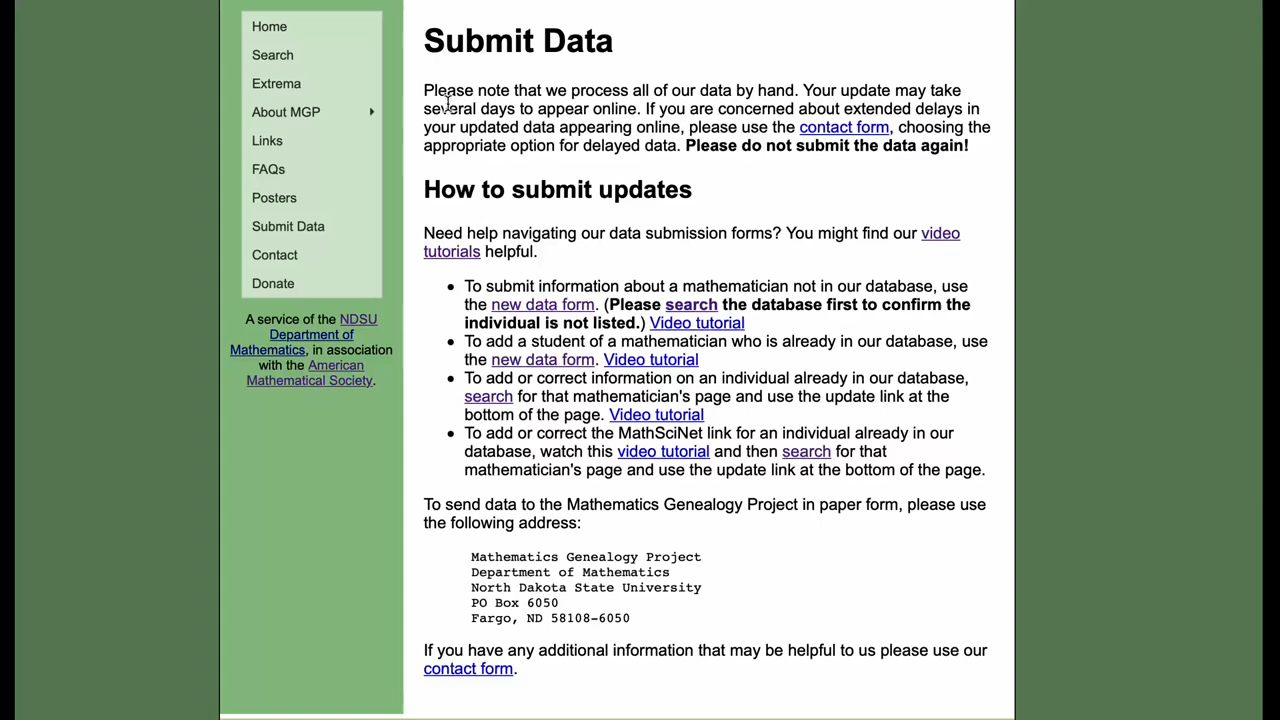 Home
Search
Extrema
About MGP
Links
FAQs
Posters
Submit Data
Contact
Donate
A service of the NDSU
Department of
Mathematics, in association
with the American
Mathematical Society.
Submit Data
Please note that we process all of our data by hand. Your update may take
several days to appear online. If you are concerned about extended delays in
your updated data appearing online, please use the contact form, choosing the
appropriate option for delayed data. Please do not submit the data again!
How to submit updates
Need help navigating our data submission forms? You might find our video
tutorials helpful.
• To submit information about a mathematician not in our database, use
the new data form. (Please search the database first to confirm the
individual is not listed.) Video tutorial
• To add a student of a mathematician who is already in our database, use
the new data form. Video tutorial
• To add or correct information on an individual already in our database,
search for that mathematician's page and use the update link at the
bottom of the page. Video tutorial
• To add or correct the MathSciNet link for an individual already in our
database, watch this video tutorial and then search for that
mathematician's page and use the update link at the bottom of the page.
To send data to the Mathematics Genealogy Project in paper form, please use
the following address:
Mathematics Genealogy Project
Department of Mathematics
North Dakota State University
PO Box 6050
Fargo, ND 58108-6050
If you have any additional information that may be helpful to us please use our
contact form.